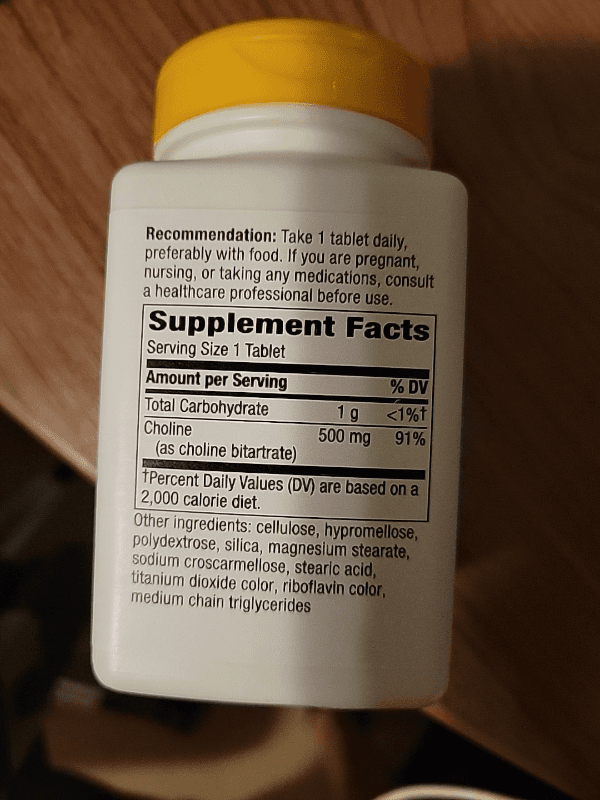 Recommendation: Take 1 tablet daily,
preferably with food. If you are pregnant,
nursing, or taking any medications, consult
a healthcare professional before use.
Supplement Facts
Serving Size 1 Tablet
Amount per Serving % DV
Total Carbohydrate 1 g <1%†
Choline 500 mg 91%
(as choline bitartrate)
†Percent Daily Values (DV) are based on a
2,000 calorie diet.
Other ingredients: cellulose, hypromellose,
polydextrose, silica, magnesium stearate,
sodium croscarmellose, stearic acid,
titanium dioxide color, riboflavin color,
medium chain triglycerides